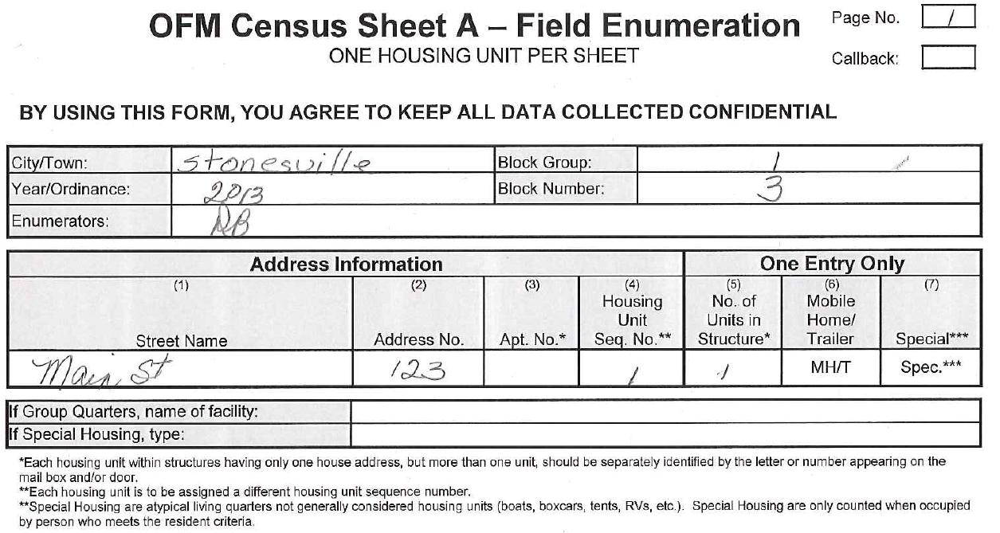 OFM Census Sheet A – Field Enumeration
ONE HOUSING UNIT PER SHEET
Page No. 1
Callback:
BY USING THIS FORM, YOU AGREE TO KEEP ALL DATA COLLECTED CONFIDENTIAL
City/Town: Stonesville Block Group: 1
Year/Ordinance: 2013 Block Number: 3
Enumerators: RB
Address Information One Entry Only
(1) (2) (3) (4) (5) (6) (7)
Housing No. of Mobile
Unit Units in Home/
Street Name Address No. Apt. No.* Seq. No.** Structure* Trailer Special***
Main St 123 1 1 MH/T Spec.***
If Group Quarters, name of facility:
If Special Housing, type:
*Each housing unit within structures having only one house address, but more than one unit, should be separately identified by the letter or number appearing on the
mail box and/or door.
**Each housing unit is to be assigned a different housing unit sequence number.
**Special Housing are atypical living quarters not generally considered housing units (boats, boxcars, tents, RVs, etc.). Special Housing are only counted when occupied
by person who meets the resident criteria.